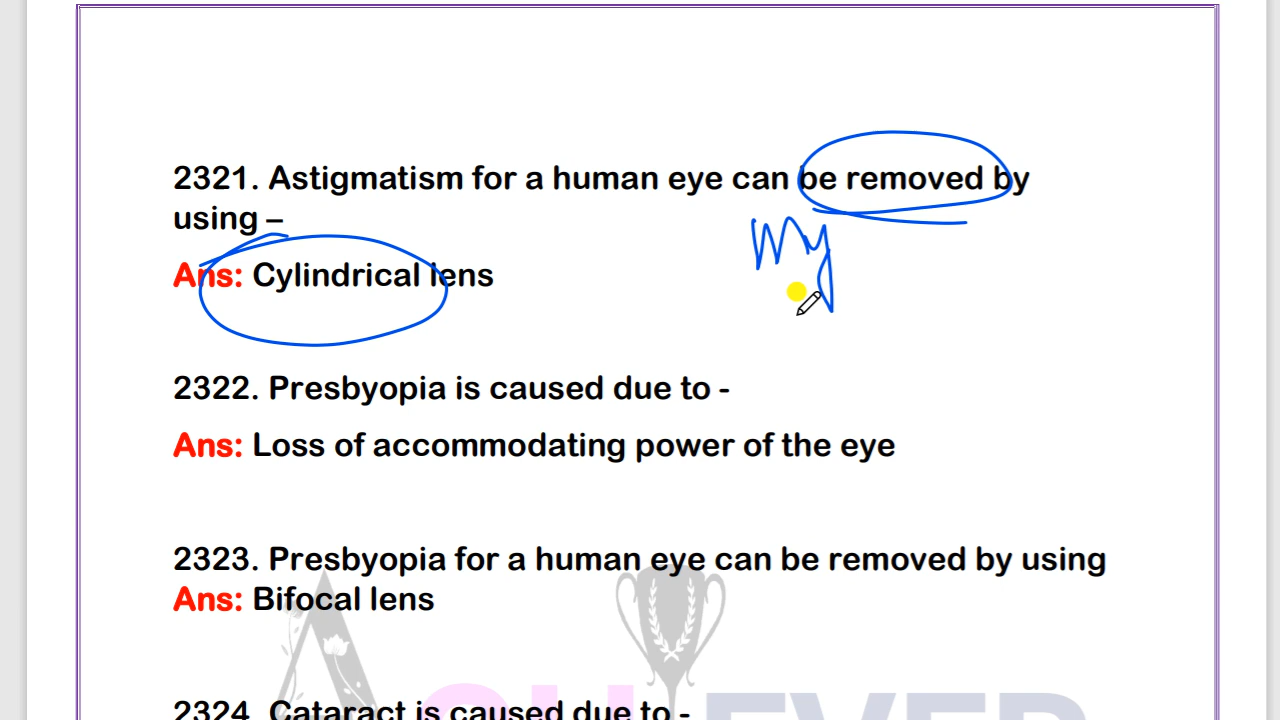 2321. Astigmatism for a human eye can be removed by
using –
Ans: Cylindrical lens
My
2322. Presbyopia is caused due to -
Ans: Loss of accommodating power of the eye
2323. Presbyopia for a human eye can be removed by using
Ans: Bifocal lens
2324. Cataract is caused due to -